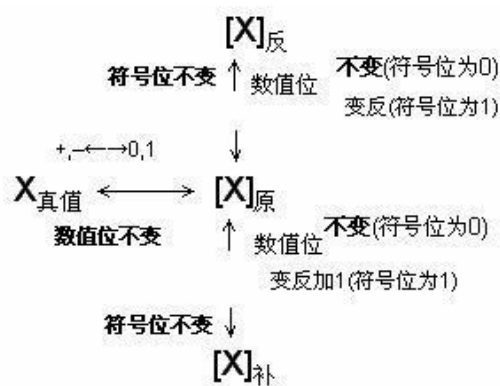 [X]反
符号位不变 数值位 不变(符号位为0)
变反(符号位为1)
+,-←→0,1
X真值 [X]原
数值位不变 数值位 不变(符号位为0)
变反加1(符号位为1)
符号位不变
[X]补